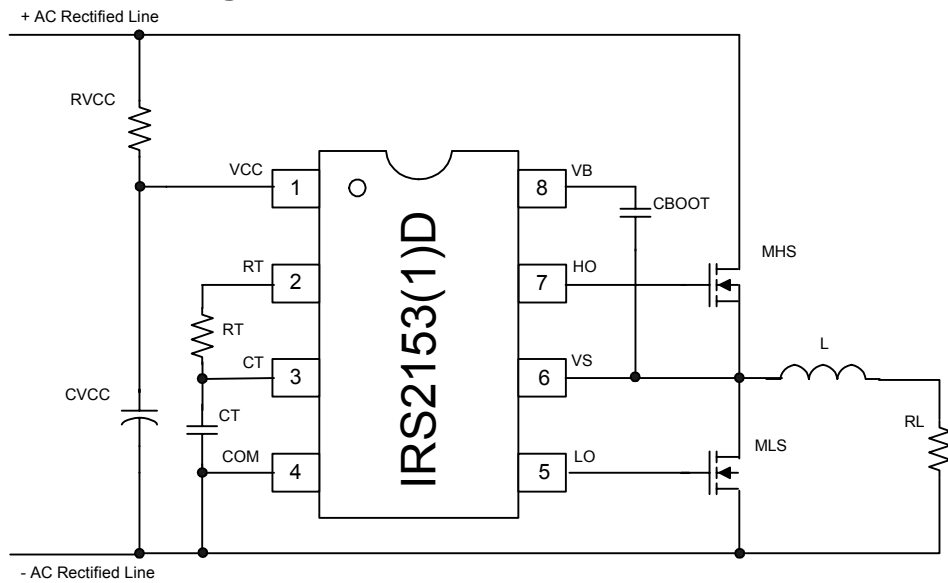 + AC Rectified Line
RVCC
VCC
1
8
VB
CBOOT
MHS
RT
2
7
HO
RT
CT
3
6
VS
L
CVCC
CT
RL
MLS
COM
4
5
LO
IRS2153(1)D
- AC Rectified Line